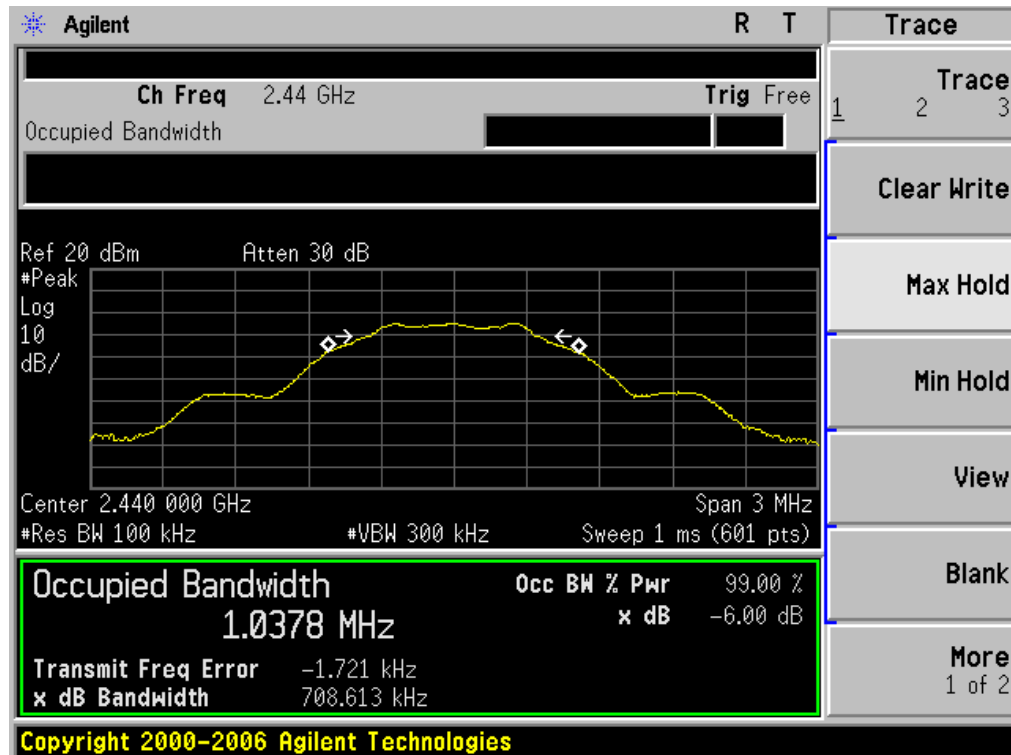 Agilent R T Trace
Ch Freq 2.44 GHz Trig Free
Occupied Bandwidth
Trace
1 2 3
Clear Write
Max Hold
Min Hold
View
Blank
More
1 of 2
Ref 20 dBm Atten 30 dB
#Peak
Log
10
dB/
Center 2.440 000 GHz Span 3 MHz
#Res BW 100 kHz #VBW 300 kHz Sweep 1 ms (601 pts)
Occupied Bandwidth Occ BW % Pwr 99.00 %
1.0378 MHz x dB -6.00 dB
Transmit Freq Error -1.721 kHz
x dB Bandwidth 708.613 kHz
Copyright 2000-2006 Agilent Technologies